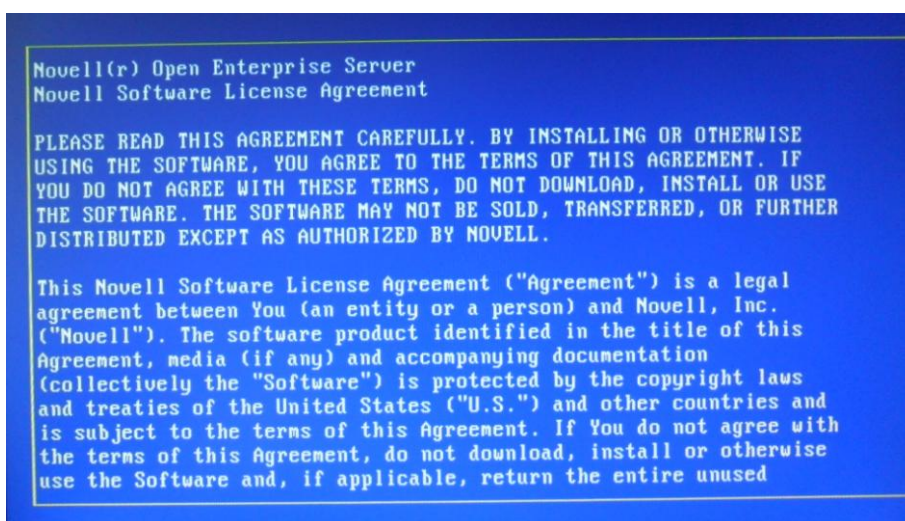 Novell(r) Open Enterprise Server
Novell Software License Agreement
PLEASE READ THIS AGREEMENT CAREFULLY. BY INSTALLING OR OTHERWISE
USING THE SOFTWARE, YOU AGREE TO THE TERMS OF THIS AGREEMENT. IF
YOU DO NOT AGREE WITH THESE TERMS, DO NOT DOWNLOAD, INSTALL OR USE
THE SOFTWARE. THE SOFTWARE MAY NOT BE SOLD, TRANSFERRED, OR FURTHER
DISTRIBUTED EXCEPT AS AUTHORIZED BY NOVELL.
This Novell Software License Agreement ("Agreement") is a legal
agreement between You (an entity or a person) and Novell, Inc.
("Novell"). The software product identified in the title of this
Agreement, media (if any) and accompanying documentation
(collectively the "Software") is protected by the copyright laws
and treaties of the United States ("U.S.") and other countries and
is subject to the terms of this Agreement. If You do not agree with
the terms of this Agreement, do not download, install or otherwise
use the Software and, if applicable, return the entire unused